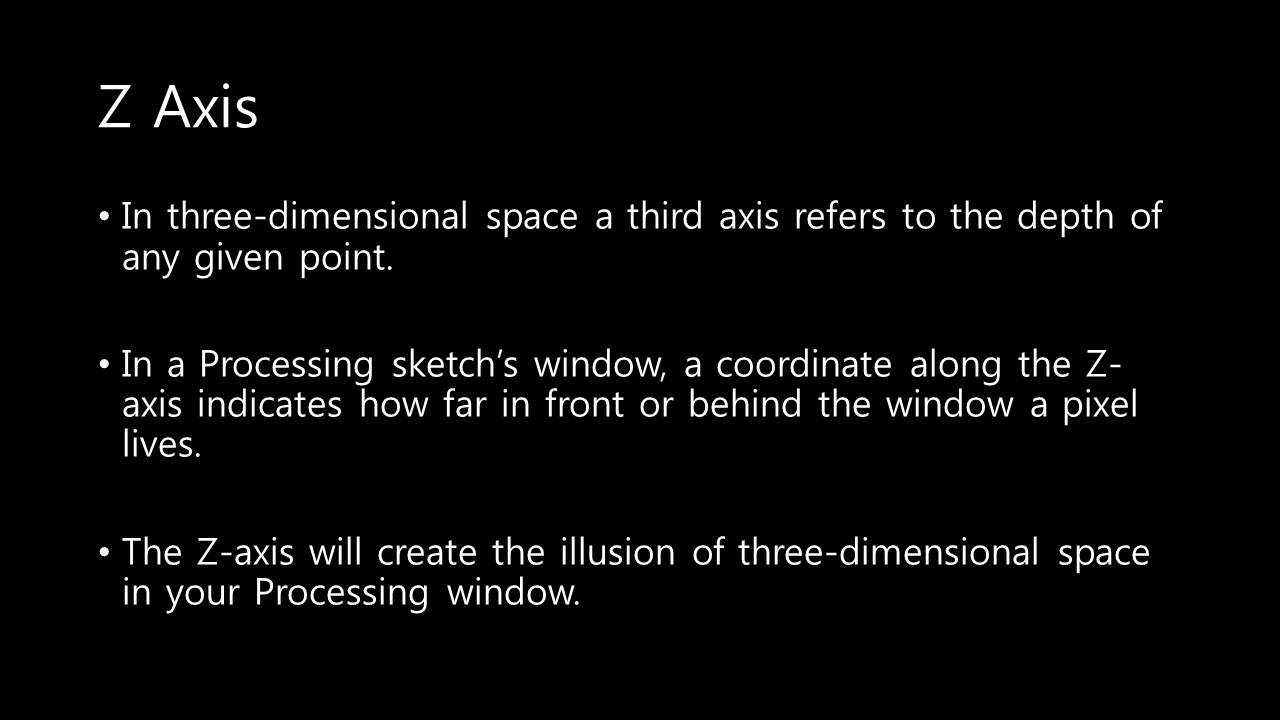 Z Axis
• In three-dimensional space a third axis refers to the depth of
any given point.
• In a Processing sketch’s window, a coordinate along the Z-
axis indicates how far in front or behind the window a pixel
lives.
• The Z-axis will create the illusion of three-dimensional space
in your Processing window.